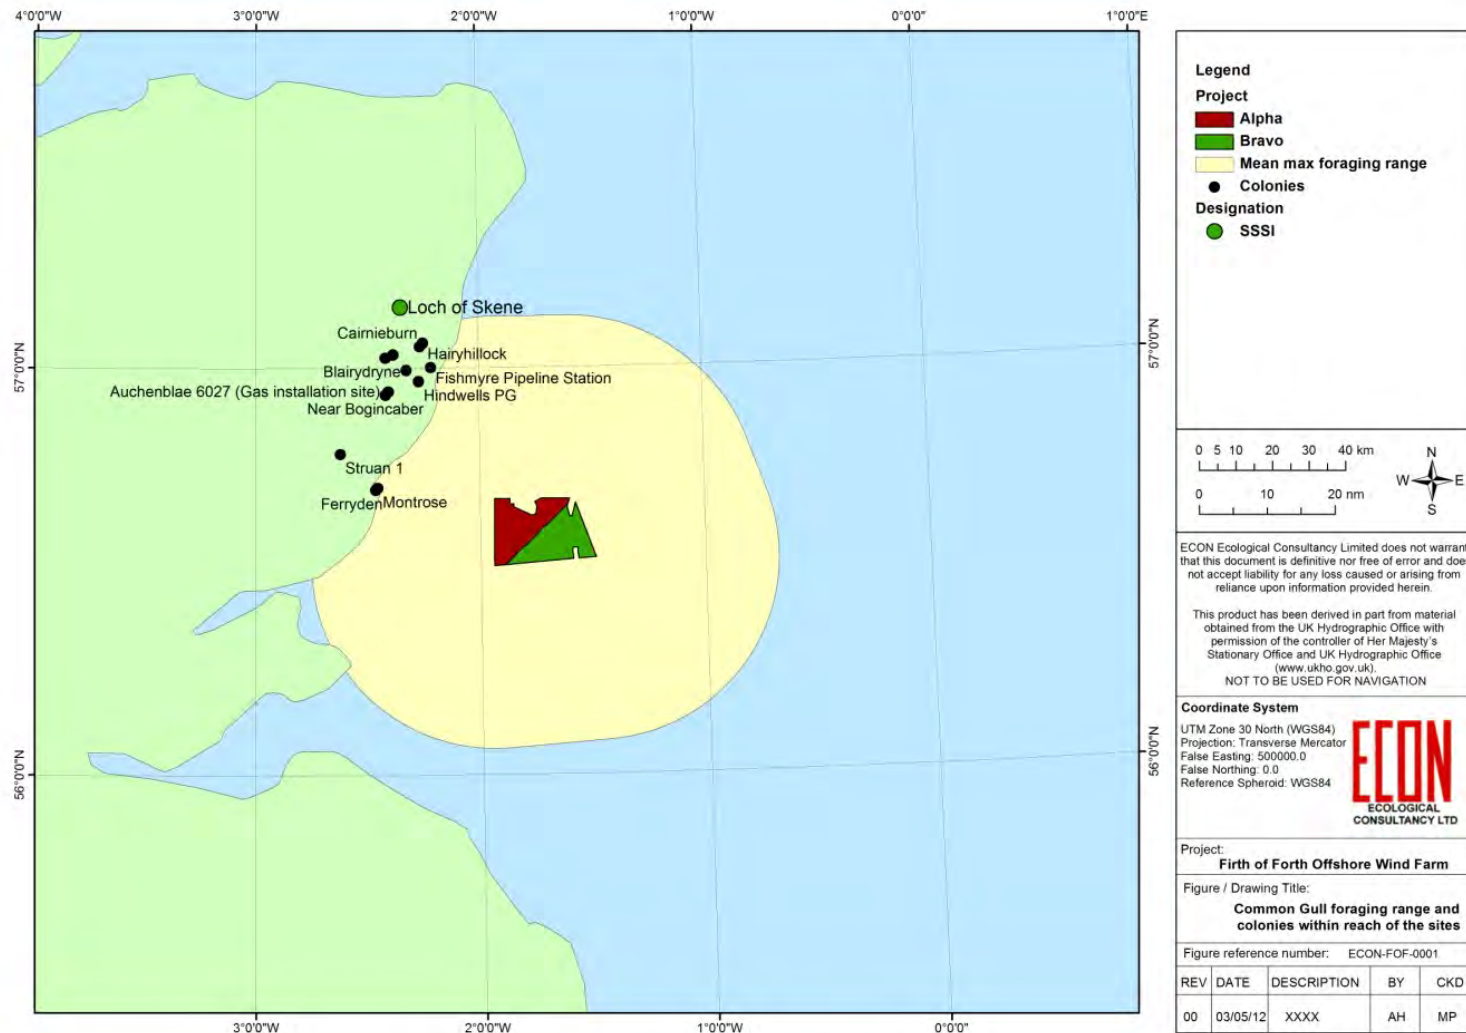 4°0'0"W 3°0'0"W 2°0'0"W 1°0'0"W 0°0'0" 1°0'0"E
57°0'0"N
56°0'0"N
Loch of Skene
Cairnieburn
Hairyhillock
Blairydryne
Fishmyre Pipeline Station
Auchenblae 6027 (Gas installation site)
Hindwells PG
Near Bogincaber
Struan 1
Ferryden
Montrose
57°0'0"N
56°0'0"N
3°0'0"W 2°0'0"W 1°0'0"W 0°0'0"
Legend
Project
Alpha
Bravo
Mean max foraging range
Colonies
Designation
SSSI
0 5 10 20 30 40 km
0 10 20 nm
N
W E
S
ECON Ecological Consultancy Limited does not warrant
that this document is definitive nor free of error and doe
not accept liability for any loss caused or arising from
reliance upon information provided herein.
This product has been derived in part from material
obtained from the UK Hydrographic Office with
permission of the controller of Her Majesty's
Stationary Office and UK Hydrographic Office
(www.ukho.gov.uk).
NOT TO BE USED FOR NAVIGATION
Coordinate System
UTM Zone 30 North (WGS84)
Projection: Transverse Mercator
False Easting: 500000.0
False Northing: 0.0
Reference Spheroid: WGS84
ECON
ECOLOGICAL
CONSULTANCY LTD
Project:
Firth of Forth Offshore Wind Farm
Figure / Drawing Title:
Common Gull foraging range and
colonies within reach of the sites
Figure reference number: ECON-FOF-0001
REV DATE DESCRIPTION BY CKD
00 03/05/12 XXXX AH MP